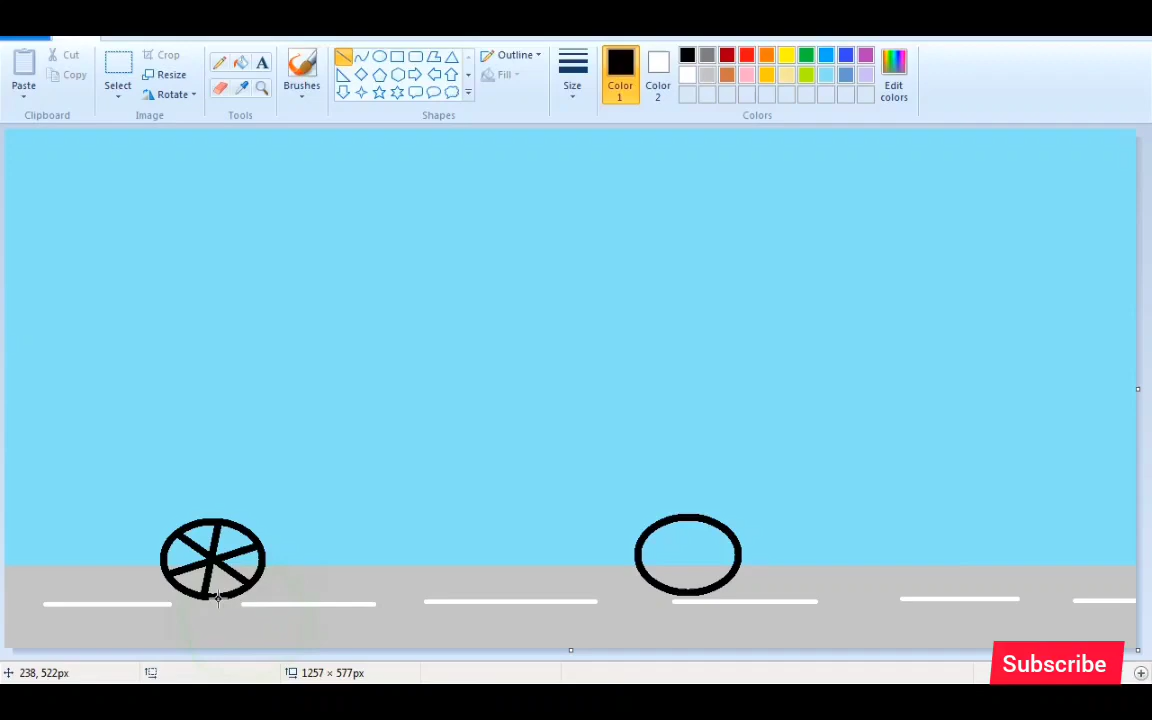 Cut
Copy
Paste
Clipboard
Select
Crop
Resize
Rotate
Image
A
Tools
Brushes
Shapes
Outline
Fill
Size
Color
1
Color
2
Edit
colors
Colors
238, 522px
1257 × 577px
Subscribe